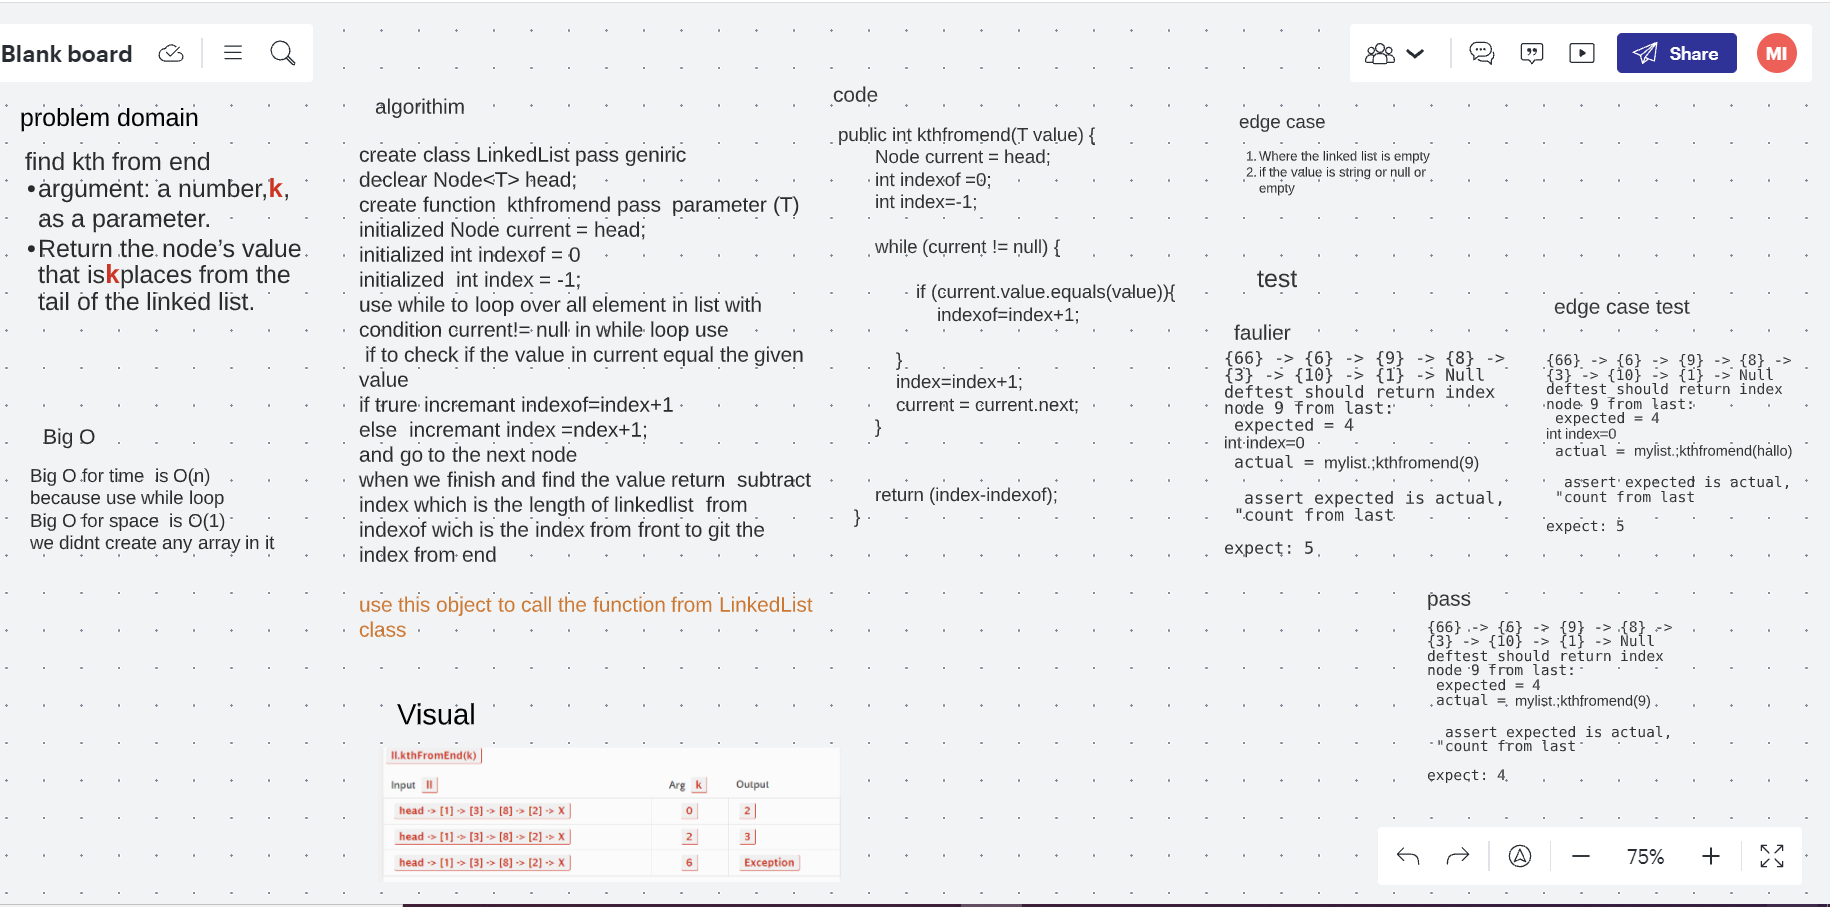 Blank board
Share
MI
problem domain
find kth from end
•argument: a number,k,
as a parameter.
•Return the node’s value
that iskplaces from the
tail of the linked list.
Big O
Big O for time  is O(n)
because use while loop
Big O for space  is O(1)
we didnt create any array in it
algorithim
create class LinkedList pass geniric
declear Node<T> head;
create function  kthfromend pass  parameter (T)
initialized Node current = head;
initialized int indexof = 0
initialized  int index = -1;
use while to loop over all element in list with
condition current!= null in while loop use
if to check if the value in current equal the given
value
if trure incremant indexof=index+1
else  incremant index =ndex+1;
and go to the next node
when we finish and find the value return  subtract
index which is the length of linkedlist  from
indexof wich is the index from front to git the
index from end
use this object to call the function from LinkedList
class
Visual
ll.kthFromEnd(k)
Input ll Arg k Output
head -> [1] -> [3] -> [8] -> [2] -> X 0 2
head -> [1] -> [3] -> [8] -> [2] -> X 2 3
head -> [1] -> [3] -> [8] -> [2] -> X 6 Exception
code
public int kthfromend(T value) {
Node current = head;
int indexof =0;
int index=-1;
while (current != null) {
if (current.value.equals(value)){
indexof=index+1;
}
index=index+1;
current = current.next;
}
return (index-indexof);
}
edge case
1. Where the linked list is empty
2. if the value is string or null or
empty
test
faulier
{66} -> {6} -> {9} -> {8} ->
{3} -> {10} -> {1} -> Null
deftest should return index
node 9 from last:
expected = 4
int index=0
actual = mylist.;kthfromend(9)
assert expected is actual,
"count from last
expect: 5
edge case test
{66} -> {6} -> {9} -> {8} ->
{3} -> {10} -> {1} -> Null
deftest should return index
node 9 from last:
expected = 4
int index=0
actual = mylist.;kthfromend(hallo)
assert expected is actual,
"count from last
expect: 5
pass
{66} -> {6} -> {9} -> {8} ->
{3} -> {10} -> {1} -> Null
deftest should return index
node 9 from last:
expected = 4
actual = mylist.;kthfromend(9)
assert expected is actual,
"count from last
expect: 4
75%